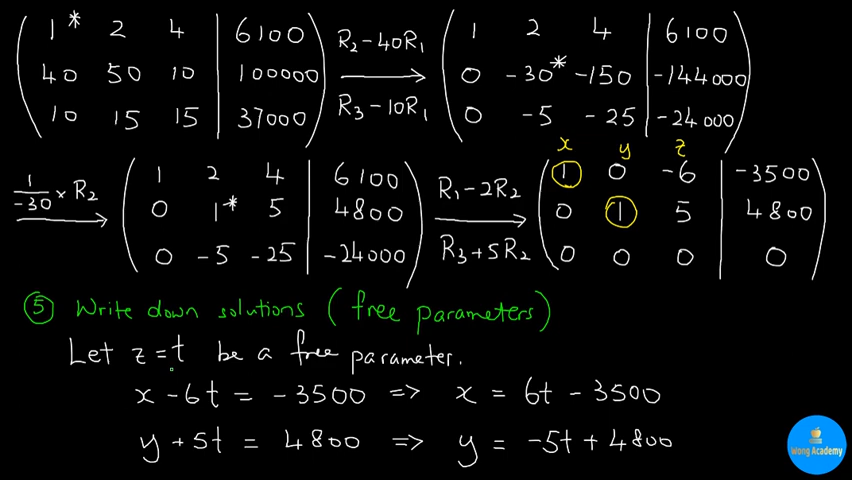 1* 2 4 | 6100 R₂-40R₁ 1 2 4 | 6100
40 50 10 | 100000 → 0 -30* -150 | -144000
10 15 15 | 37000 R₃-10R₁ 0 -5 -25 | -24000
x y z
1/-30 × R₂ 1 2 4 | 6100 R₁-2R₂ 1 0 -6 | -3500
→ 0 1* 5 | 4800 → 0 1 5 | 4800
0 -5 -25 | -24000 R₃+5R₂ 0 0 0 | 0
⑤ Write down solutions (free parameters)
Let z=t be a free parameter.
x-6t = -3500 => x = 6t-3500
y+5t = 4800 => y = -5t+4800
Wong Academy